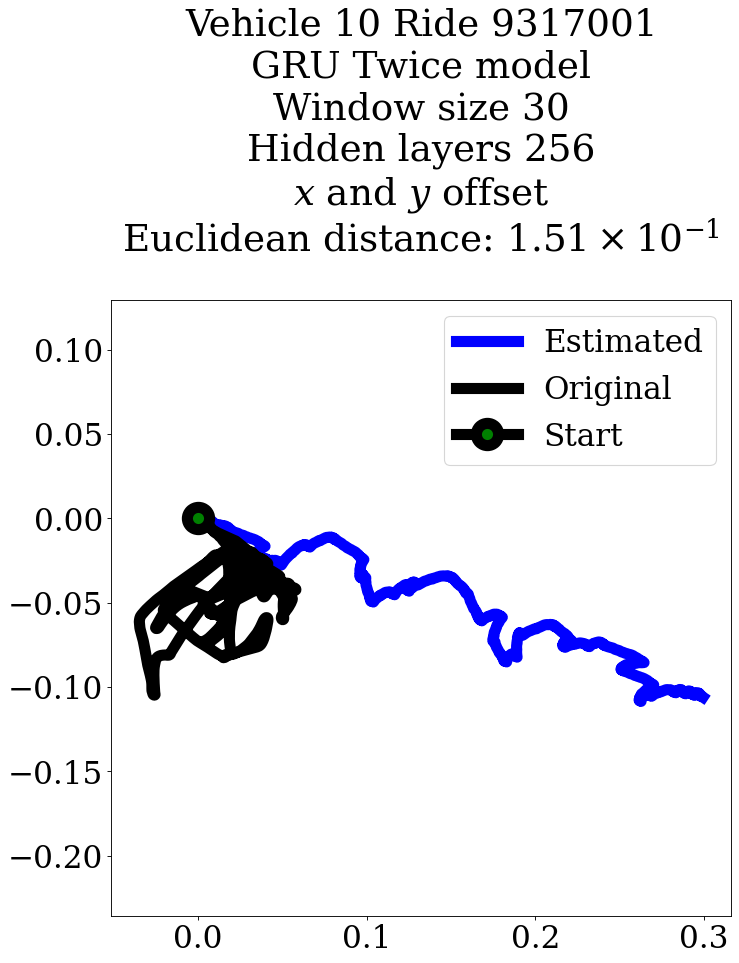 Vehicle 10 Ride 9317001
GRU Twice model
Window size 30
Hidden layers 256
x and y offset
Euclidean distance: 1.51 × 10⁻¹
Estimated
Original
Start
0.10
0.05
0.00
−0.05
−0.10
−0.15
−0.20
0.0 0.1 0.2 0.3